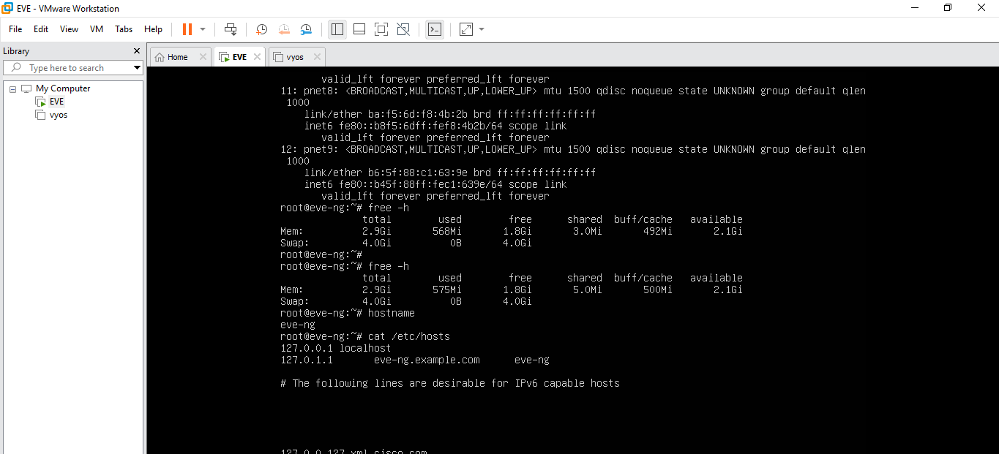 EVE - VMware Workstation
File Edit View VM Tabs Help
Library
Type here to search
My Computer
EVE
vyos
Home
EVE
vyos
valid_lft forever preferred_lft forever
11: pnet8: <BROADCAST,MULTICAST,UP,LOWER_UP> mtu 1500 qdisc noqueue state UNKNOWN group default qlen
1000
link/ether ba:f5:6d:f8:4b:2b brd ff:ff:ff:ff:ff:ff
inet6 fe80::b8f5:6dff:fef8:4b2b/64 scope link
valid_lft forever preferred_lft forever
12: pnet9: <BROADCAST,MULTICAST,UP,LOWER_UP> mtu 1500 qdisc noqueue state UNKNOWN group default qlen
1000
link/ether b6:5f:88:c1:63:9e brd ff:ff:ff:ff:ff:ff
inet6 fe80::b45f:88ff:fec1:639e/64 scope link
valid_lft forever preferred_lft forever
root@eve-ng:~# free -h
total used free shared buff/cache available
Mem: 2.9Gi 568Mi 1.8Gi 3.0Mi 492Mi 2.1Gi
Swap: 4.0Gi 0B 4.0Gi
root@eve-ng:~#
root@eve-ng:~# free -h
total used free shared buff/cache available
Mem: 2.9Gi 575Mi 1.8Gi 5.0Mi 500Mi 2.1Gi
Swap: 4.0Gi 0B 4.0Gi
root@eve-ng:~# hostname
eve-ng
root@eve-ng:~# cat /etc/hosts
127.0.0.1 localhost
127.0.1.1 eve-ng.example.com eve-ng
# The following lines are desirable for IPv6 capable hosts
127.0.0.127 xml.cisco.com